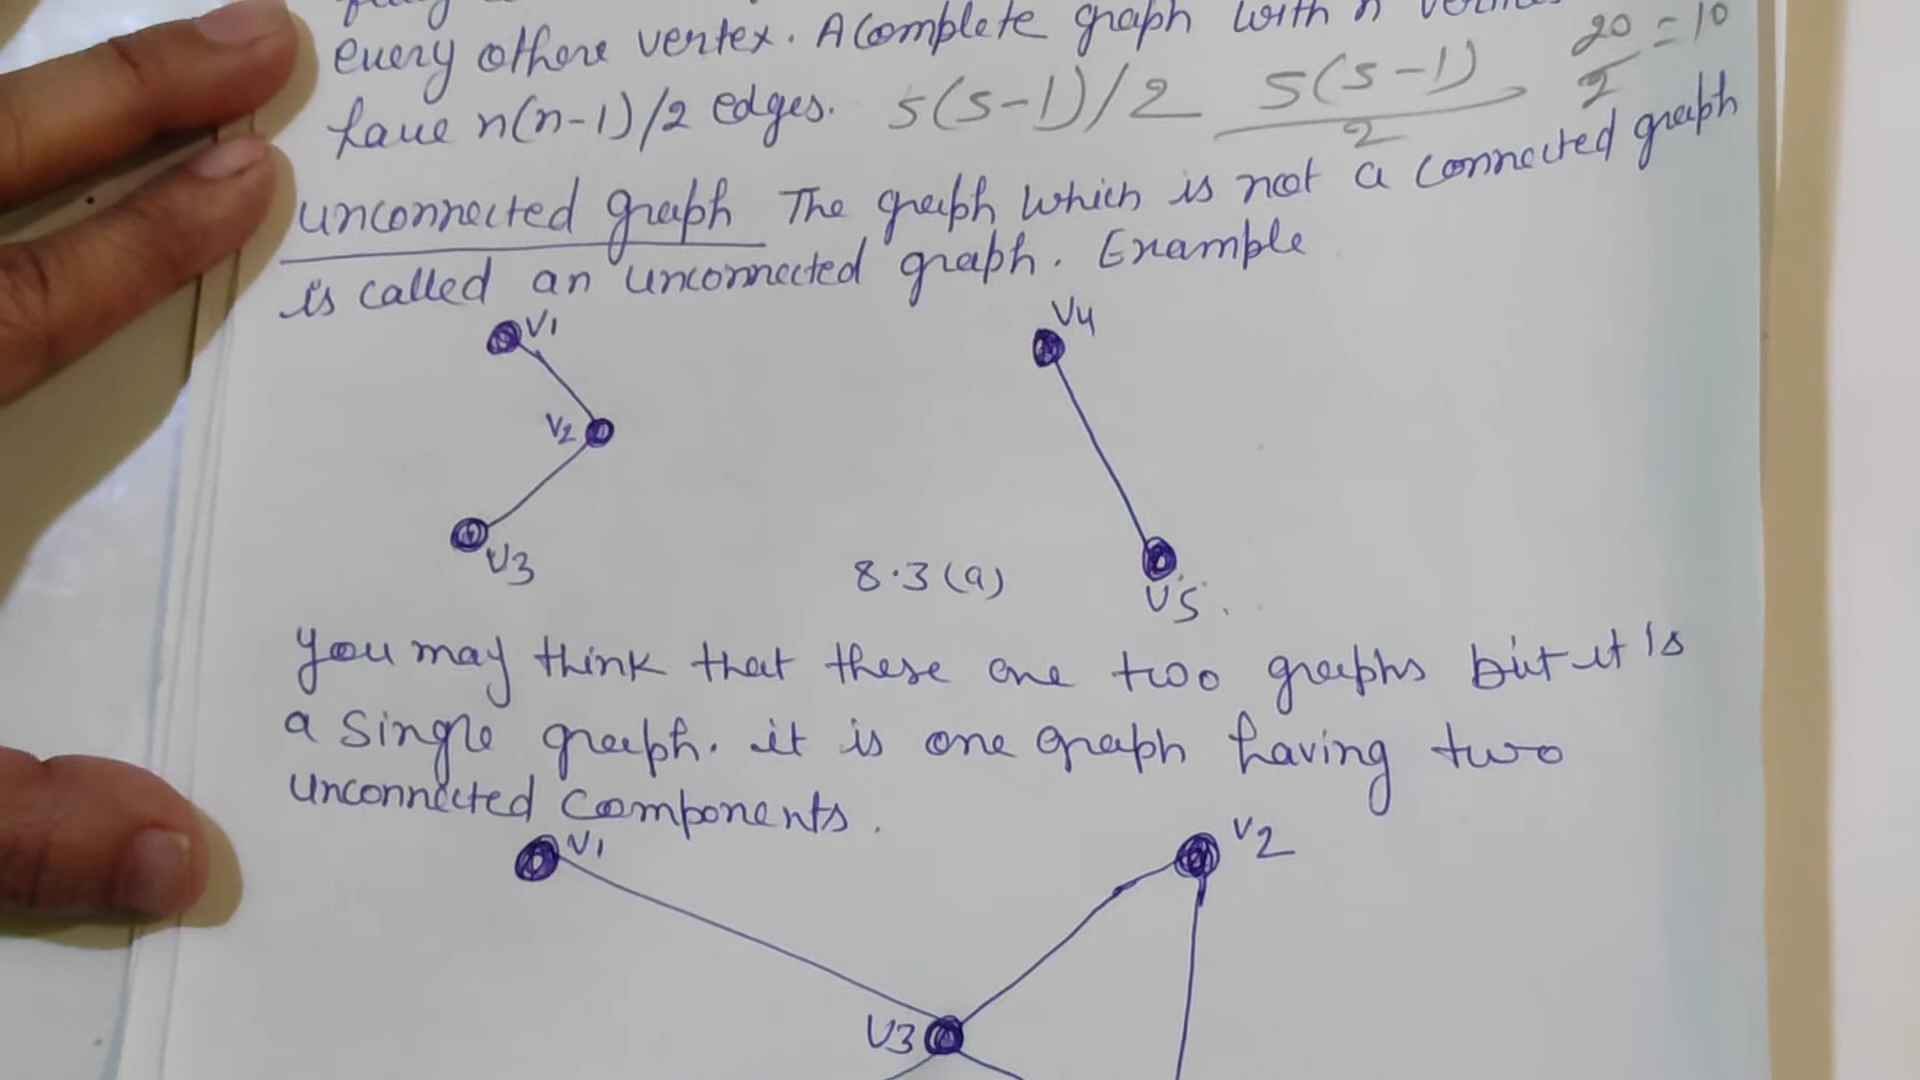 every othere vertex. A Complete graph with n
have n(n-1)/2 edges. 5(5-1)/2 5(5-1)/2 20/2 = 10
unconnected graph The graph which is not a connected graph
is called an unconnected graph. Example
V1
V4
V2
V3
8.3(a)
V5.
you may think that these are two graphs but it is
a single graph. it is one graph having two
unconnected components.
V1
V2
V3